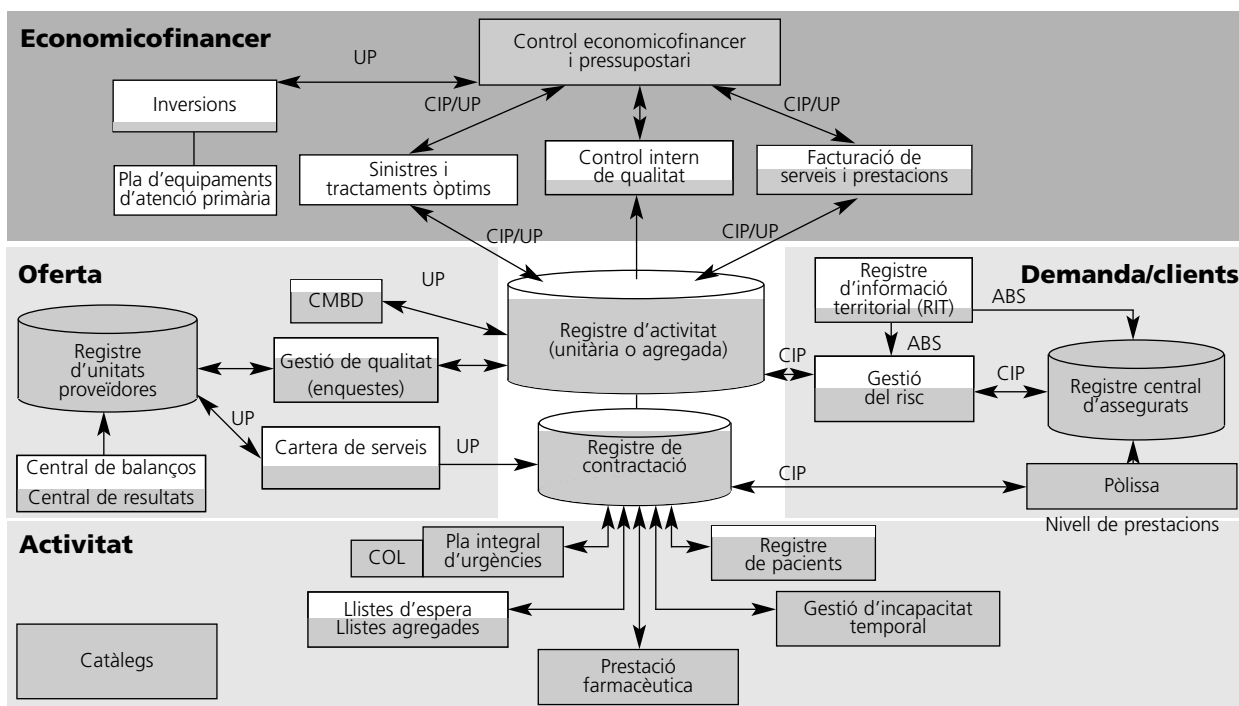 Economicofinancer
Control economicofinancer
i pressupostari
UP
Inversions
CIP/UP
CIP/UP
Pla d'equipaments
d'atenció primària
Sinistres i
tractaments òptims
Control intern
de qualitat
Facturació de
serveis i prestacions
CIP/UP
CIP/UP
Oferta
UP
CMBD
Registre
d'unitats
proveïdores
Gestió de qualitat
(enquestes)
UP
Cartera de serveis
UP
Central de balanços
Central de resultats
Registre d'activitat
(unitària o agregada)
Registre de
contractació
Demanda/clients
Registre
d'informació
territorial (RIT)
ABS
ABS
CIP
Gestió
del risc
CIP
Registre central
d'assegurats
CIP
Pòlissa
Nivell de prestacions
Activitat
COL
Pla integral
d'urgències
Registre
de pacients
Llistes d'espera
Llistes agregades
Gestió d'incapacitat
temporal
Catàlegs
Prestació
farmacèutica